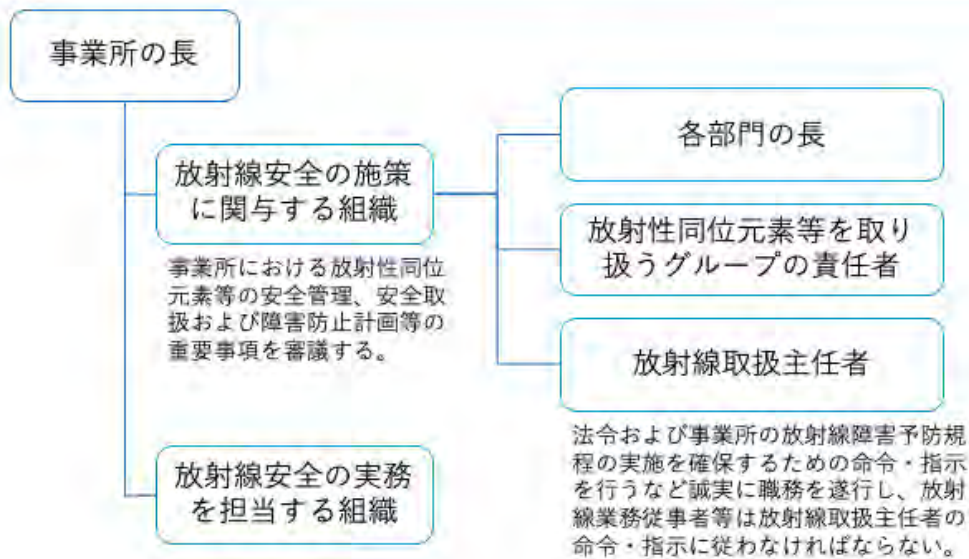 事業所の長
放射線安全の施策
に関与する組織
事業所における放射性同位
元素等の安全管理、安全取
扱および障害防止計画等の
重要事項を審議する。
放射線安全の実務
を担当する組織
各部門の長
放射性同位元素等を取り
扱うグループの責任者
放射線取扱主任者
法令および事業所の放射線障害予防規
程の実施を確保するための命令・指示
を行うなど誠実に職務を遂行し、放射
線業務従事者等は放射線取扱主任者の
命令・指示に従わなければならない。